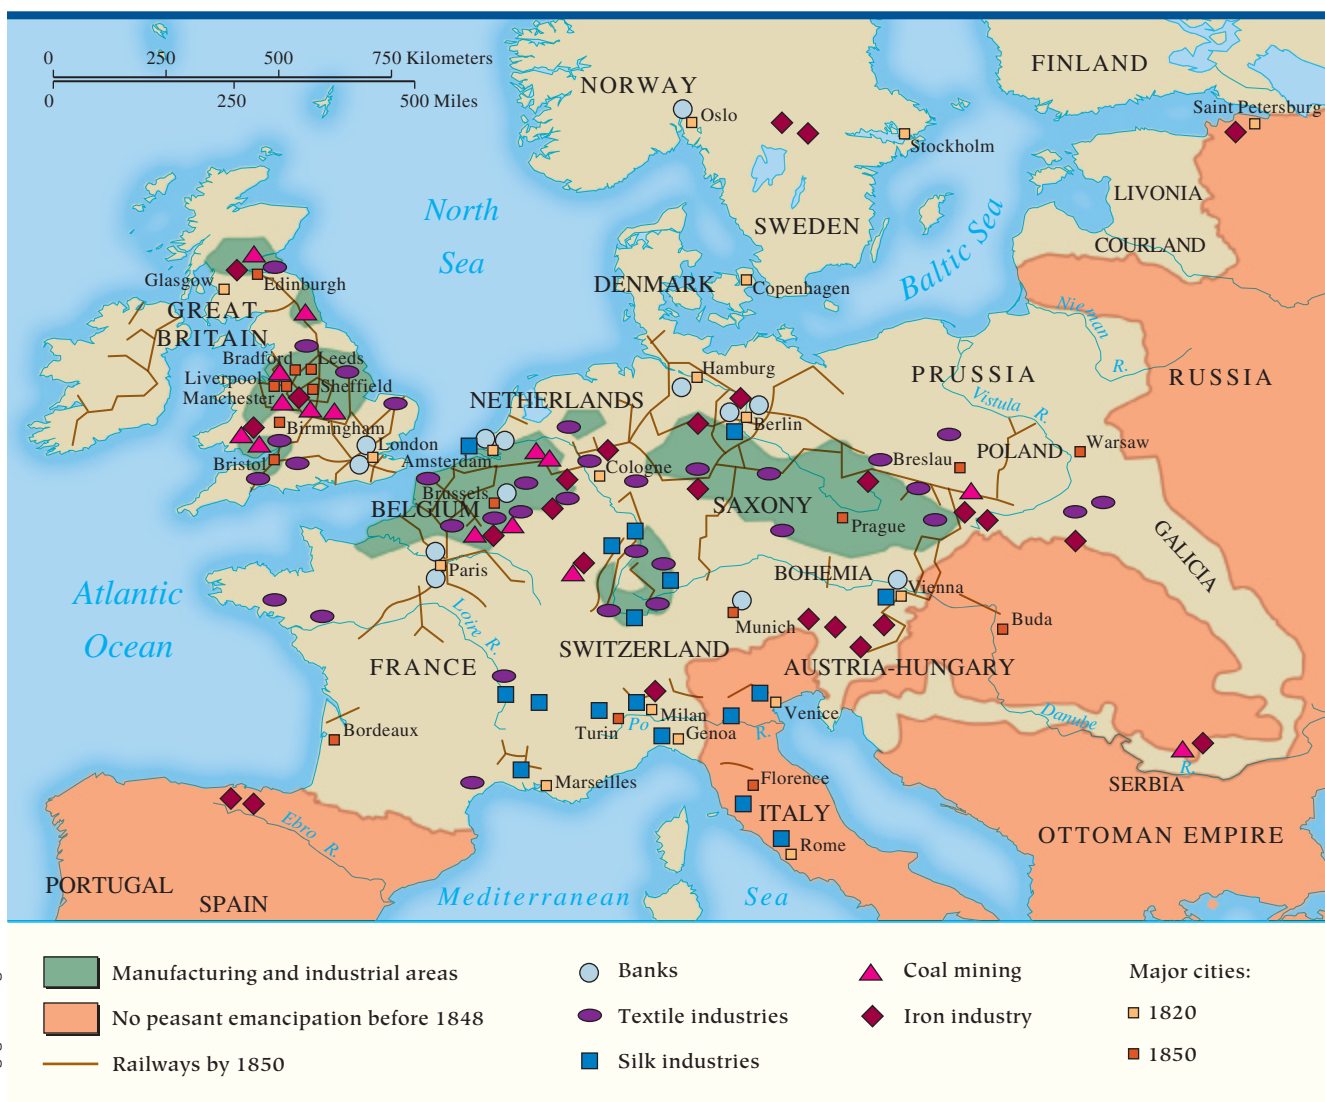 0 250 500 750 Kilometers
0 250 500 Miles
NORWAY
FINLAND
Oslo
Saint Petersburg
Stockholm
LIVONIA
North
Sea
SWEDEN
Baltic Sea
COURLAND
Glasgow
Edinburgh
DENMARK
Copenhagen
GREAT
BRITAIN
Nieman
R.
Bradford
Leeds
Liverpool
Sheffield
Manchester
Hamburg
PRUSSIA
RUSSIA
NETHERLANDS
Vistula R.
Birmingham
Berlin
London
Amsterdam
Bristol
Cologne
Breslau
POLAND
Warsaw
Brussels
BELGIUM
SAXONY
Prague
GALICIA
Atlantic
Ocean
Paris
BOHEMIA
Vienna
Loire R.
Munich
Buda
FRANCE
SWITZERLAND
AUSTRIA-HUNGARY
Bordeaux
Turin
Po
R.
Milan
Genoa
Venice
Danube
R.
Marseilles
Florence
SERBIA
ITALY
OTTOMAN EMPIRE
Ebro R.
Rome
PORTUGAL
SPAIN
Mediterranean Sea
Manufacturing and industrial areas
No peasant emancipation before 1848
Railways by 1850
Banks
Textile industries
Silk industries
Coal mining
Iron industry
Major cities:
1820
1850